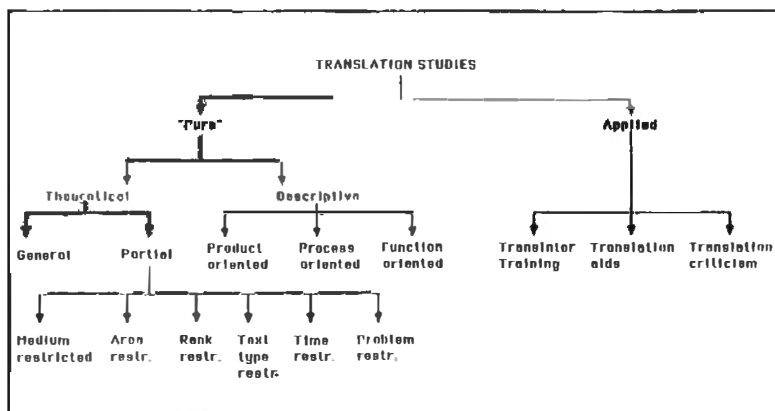 TRANSLATION STUDIES
"Pure"
Applied
Theoretical
Descriptive
General
Partial
Product
oriented
Process
oriented
Function
oriented
Translator
Training
Translation
aids
Translation
criticism
Medium
restricted
Area
restr.
Rank
restr.
Text
type
restr.
Time
restr.
Problem
restr.